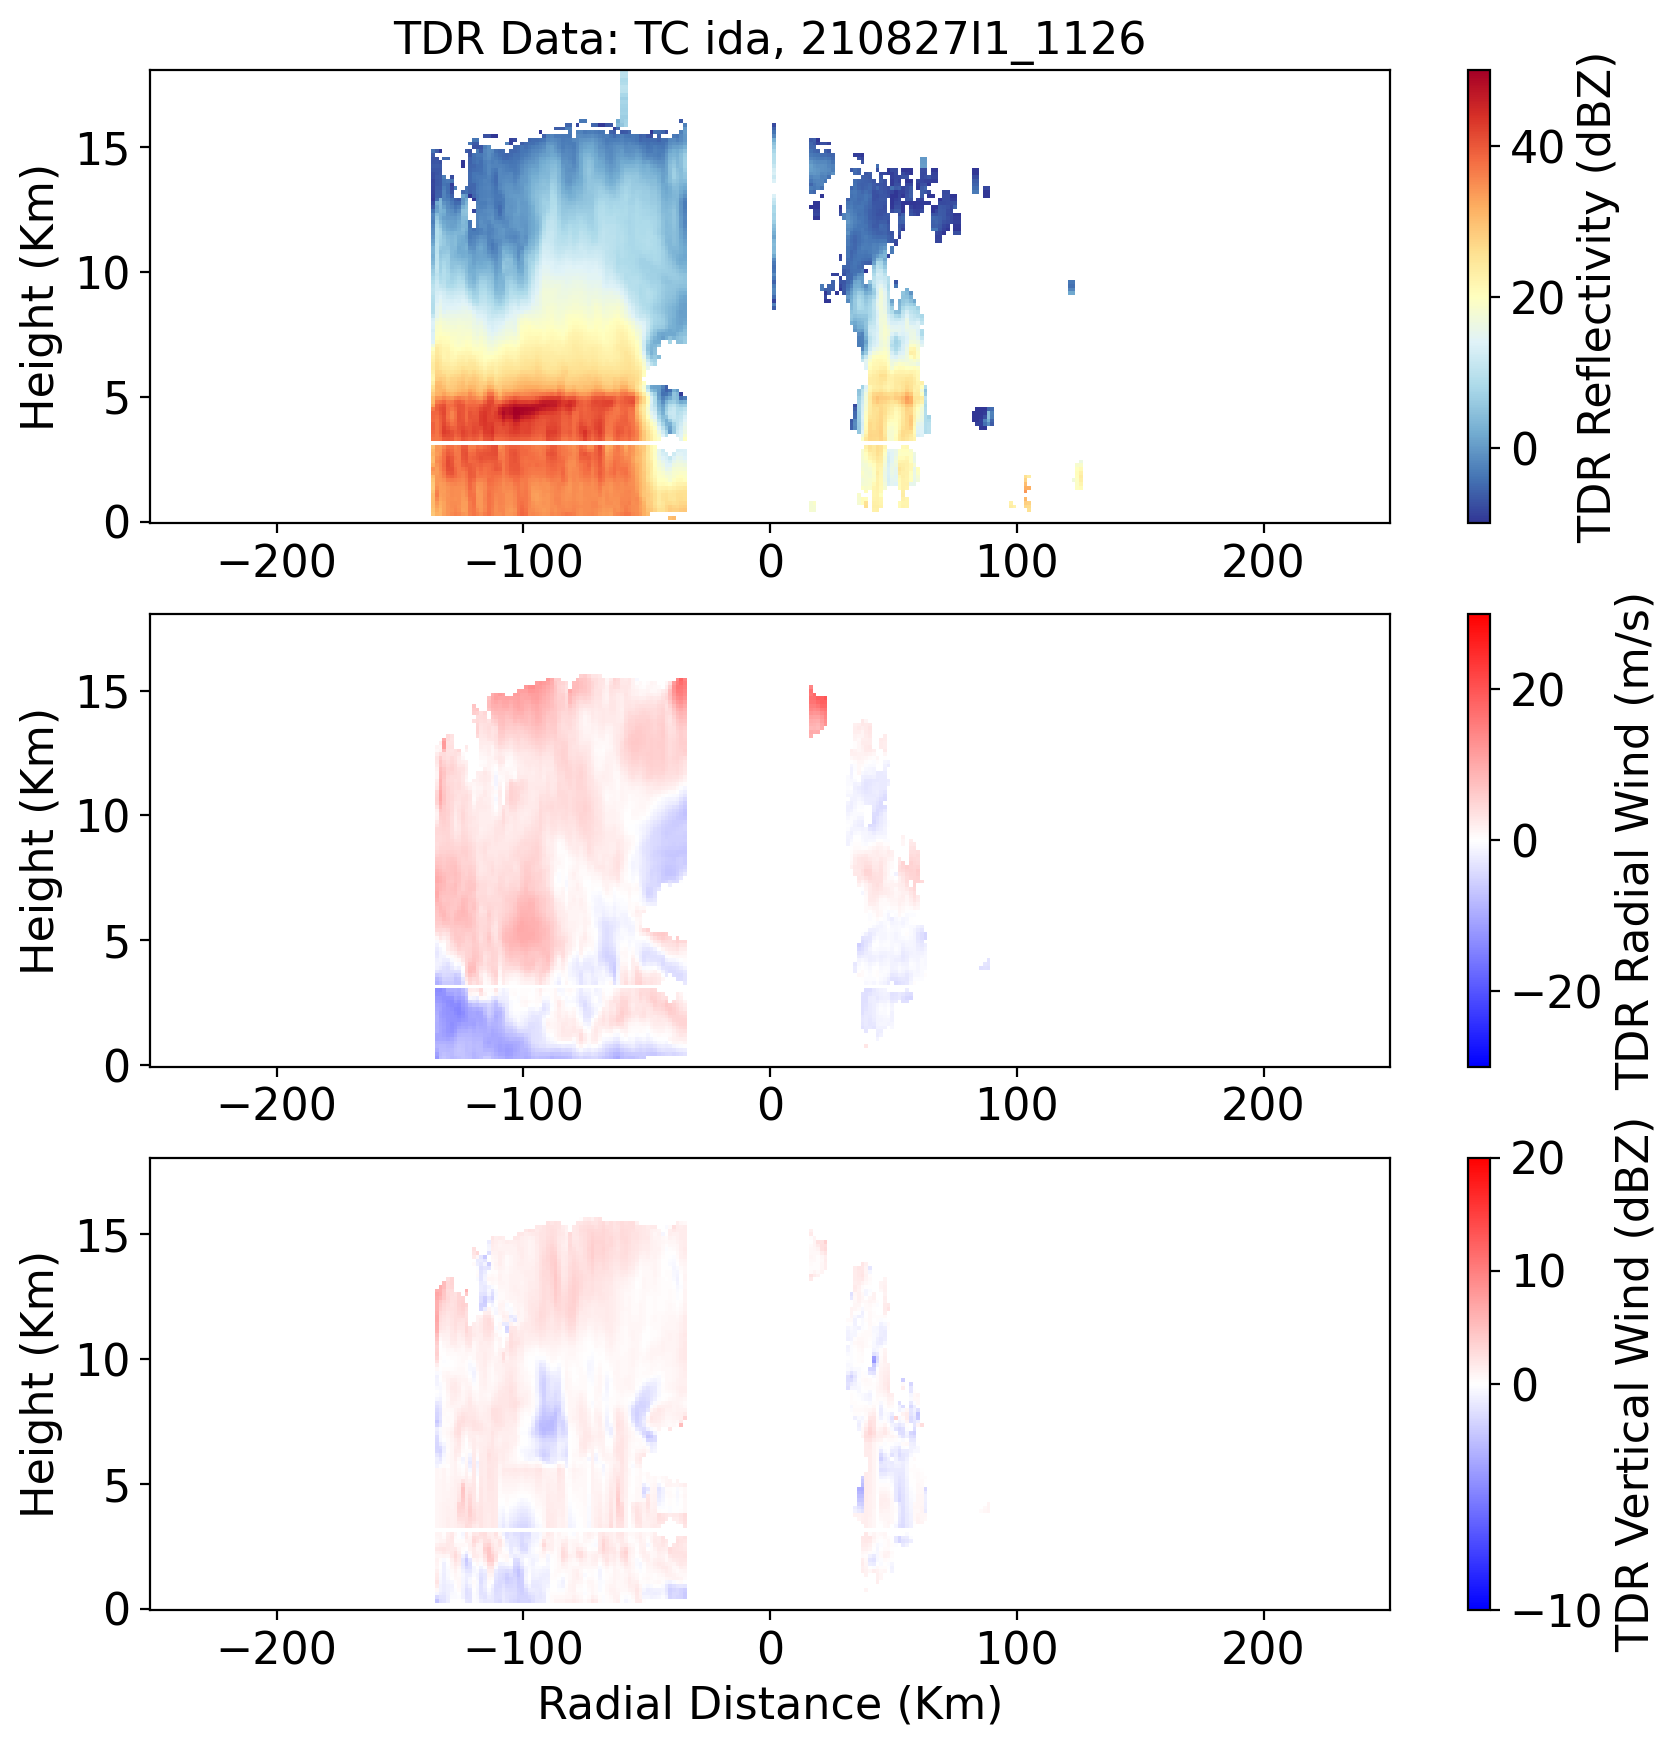 TDR Data: TC ida, 210827I1_1126
Height (Km)
15
10
5
0
−200 −100 0 100 200
40
20
0
TDR Reflectivity (dBZ)
Height (Km)
15
10
5
0
−200 −100 0 100 200
20
0
−20
TDR Radial Wind (m/s)
Height (Km)
15
10
5
0
−200 −100 0 100 200
Radial Distance (Km)
20
10
0
−10
TDR Vertical Wind (dBZ)